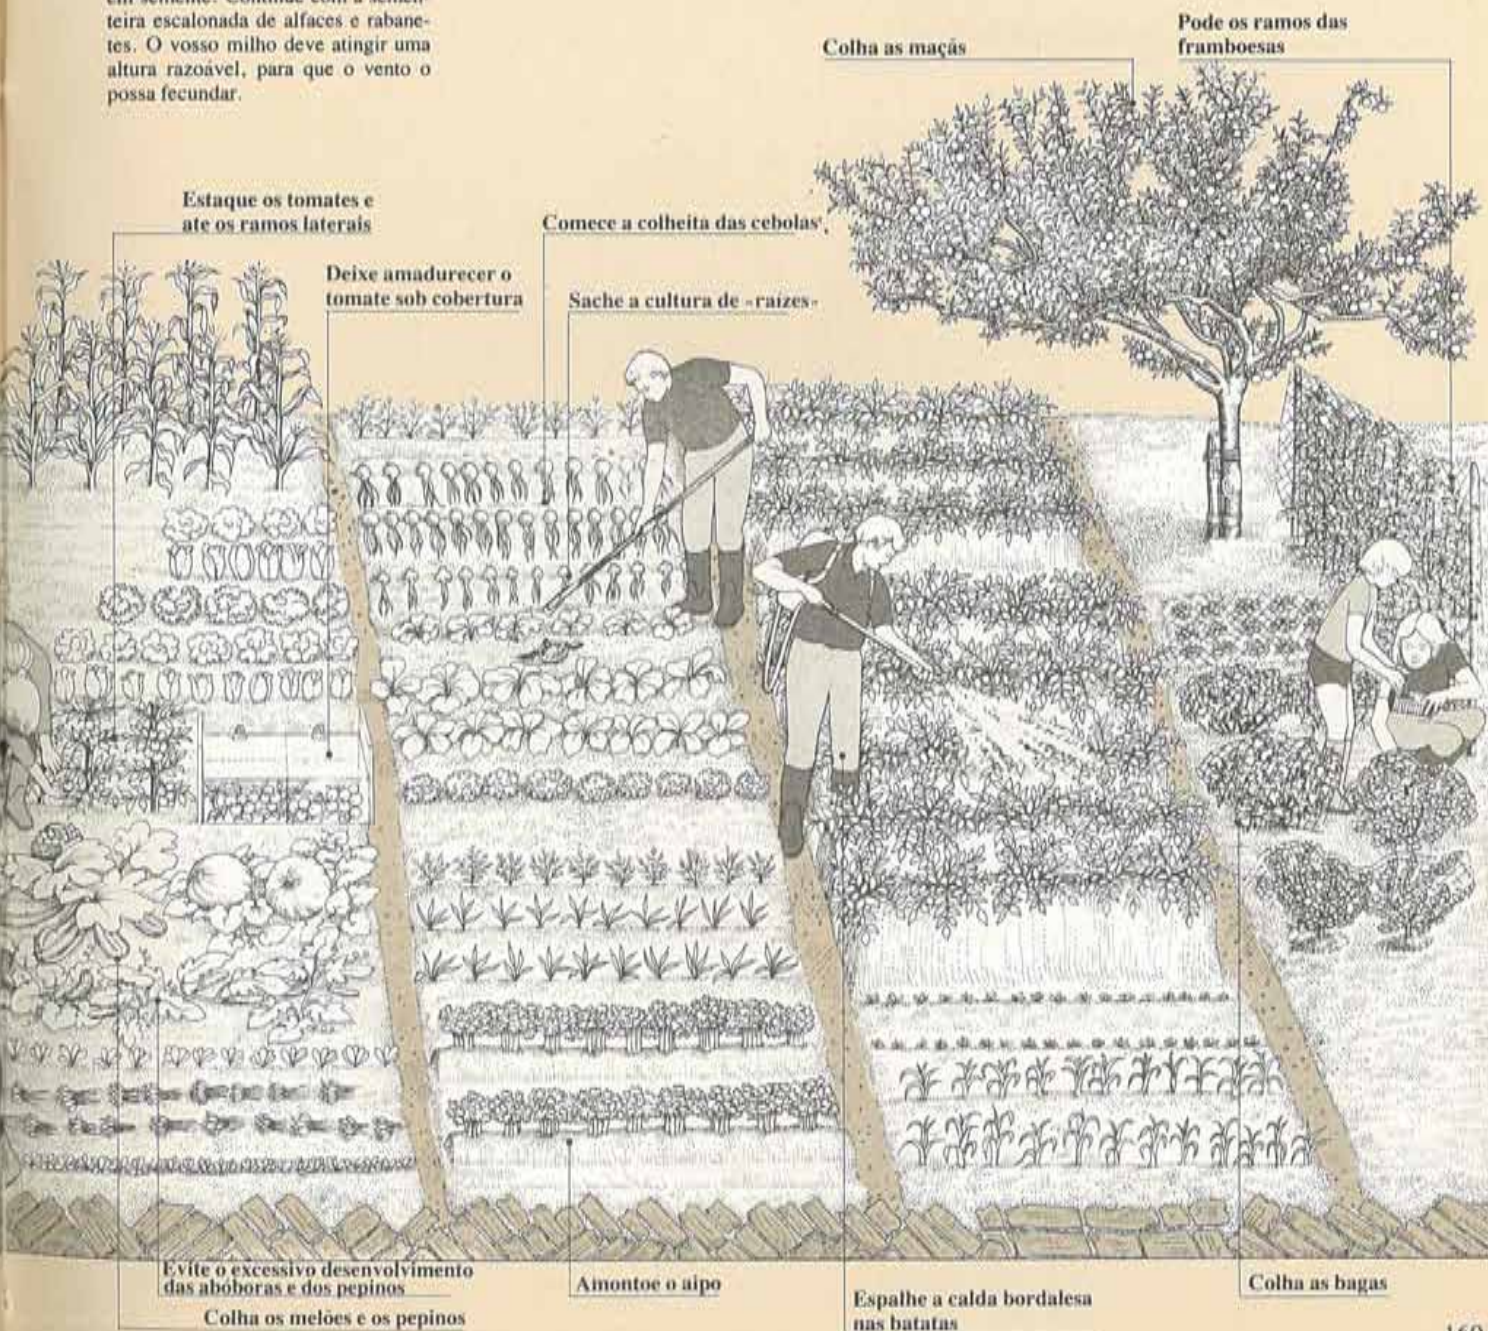 teira escalonada de alfaces e rabane-
tes. O vosso milho deve atingir uma
altura razoável, para que o vento o
possa fecundar.
Colha as maçãs
Pode os ramos das
framboesas
Estaque os tomates e
ate os ramos laterais
Comece a colheita das cebolas
Deixe amadurecer o
tomate sob cobertura
Sache a cultura de «raízes»
Evite o excessivo desenvolvimento
das abóboras e dos pepinos
Colha os melões e os pepinos
Amontoe o aipo
Espalhe a calda bordalesa
nas batatas
Colha as bagas